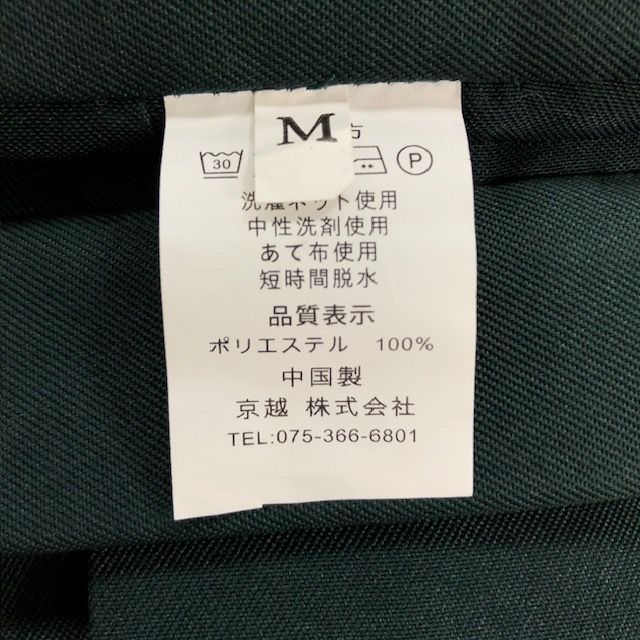 M
方
30
P
洗濯ネット使用
中性洗剤使用
あて布使用
短時間脱水
品質表示
ポリエステル 100%
中国製
京越 株式会社
TEL:075-366-6801